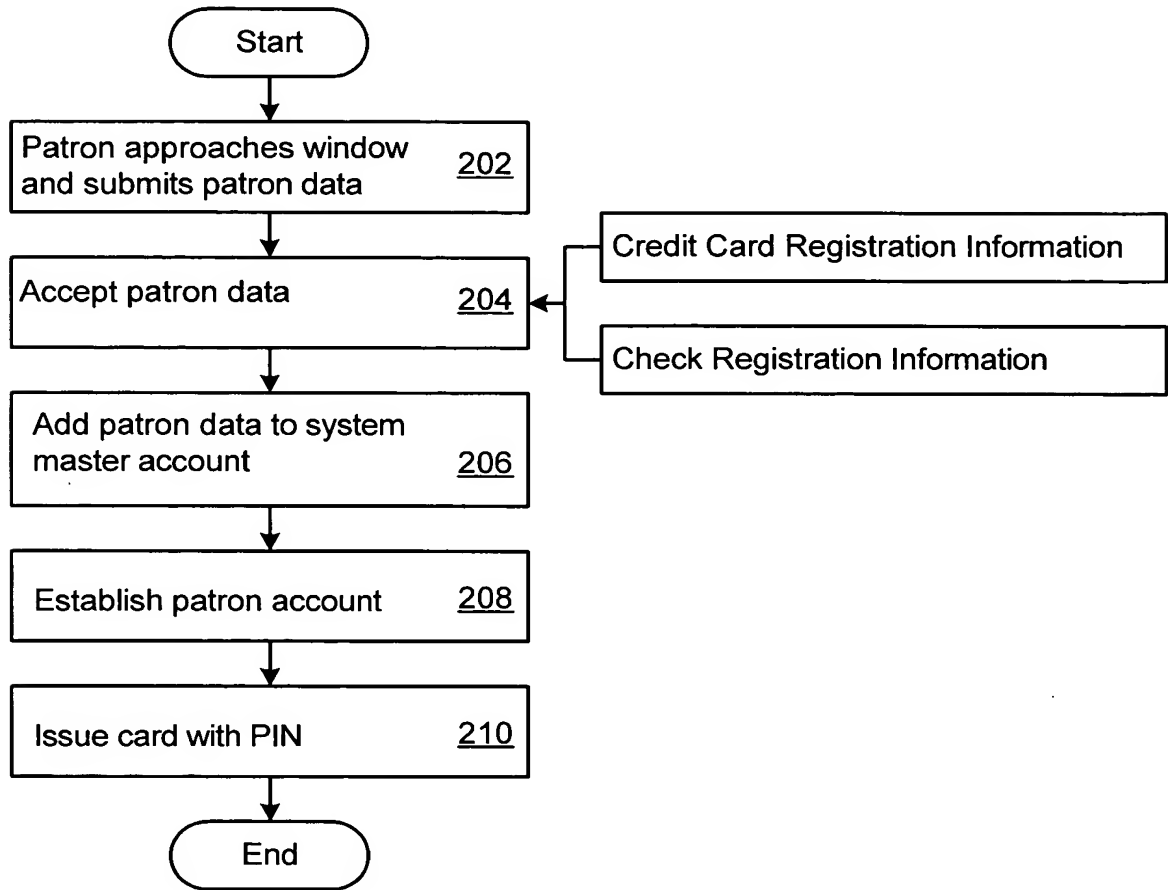 Start
Patron approaches window
and submits patron data
202
Accept patron data
204
Credit Card Registration Information
Check Registration Information
Add patron data to system
master account
206
Establish patron account
208
Issue card with PIN
210
End